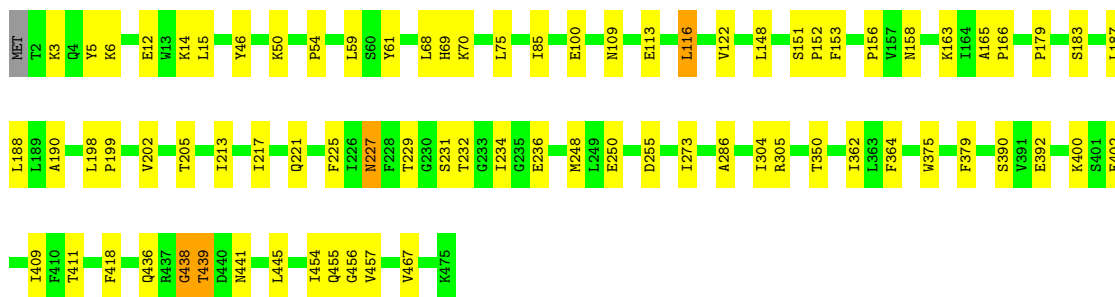 MET T2 K3 Q4 Y5 K6 E12 W13 K14 L15 Y46 K50 P54 L59 S60 Y61 L68 H69 K70 L75 I85 E100 N109 E113 L116 V122 L148 S151 P152 F153 P156 V157 N158 K163 I164 A165 P166 P179 S183 L187
L188 L189 A190 L198 P199 V202 T205 I213 I217 Q221 F225 I226 N227 F228 T229 G230 S231 T232 G233 I234 G235 E236 M248 L249 E250 D255 I273 A286 I304 R305 T350 I362 L363 F364 W375 F379 S390 V391 E392 K400 S401
I409 F410 T411 F418 Q436 R437 G438 T439 D440 N441 L445 I454 Q455 G456 V457 V467 K475